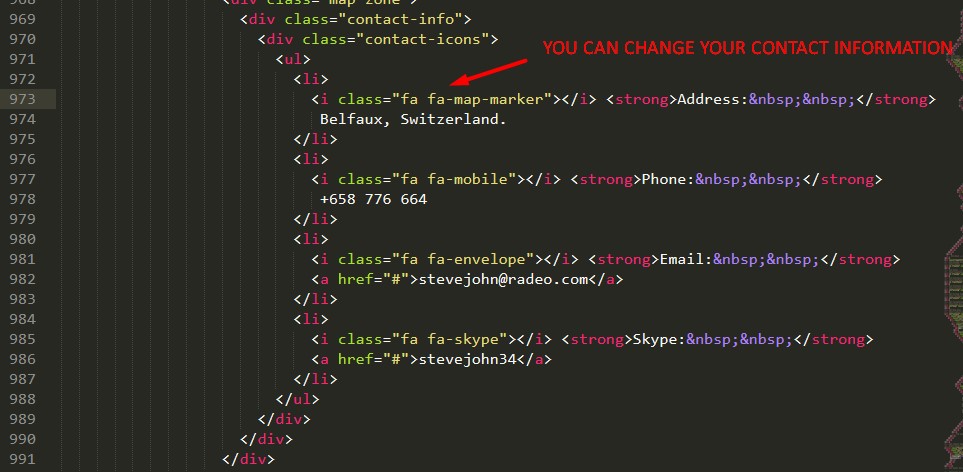 968 <div class="map-zone">
969 <div class="contact-info">
970 <div class="contact-icons">
YOU CAN CHANGE YOUR CONTACT INFORMATION
971 <ul>
972 <li>
973 <i class="fa fa-map-marker"></i> <strong>Address:&nbsp;&nbsp;</strong>
974 Belfaux, Switzerland.
975 </li>
976 <li>
977 <i class="fa fa-mobile"></i> <strong>Phone:&nbsp;&nbsp;</strong>
978 +658 776 664
979 </li>
980 <li>
981 <i class="fa fa-envelope"></i> <strong>Email:&nbsp;&nbsp;</strong>
982 <a href="#">stevejohn@radeo.com</a>
983 </li>
984 <li>
985 <i class="fa fa-skype"></i> <strong>Skype:&nbsp;&nbsp;</strong>
986 <a href="#">stevejohn34</a>
987 </li>
988 </ul>
989 </div>
990 </div>
991 </div>